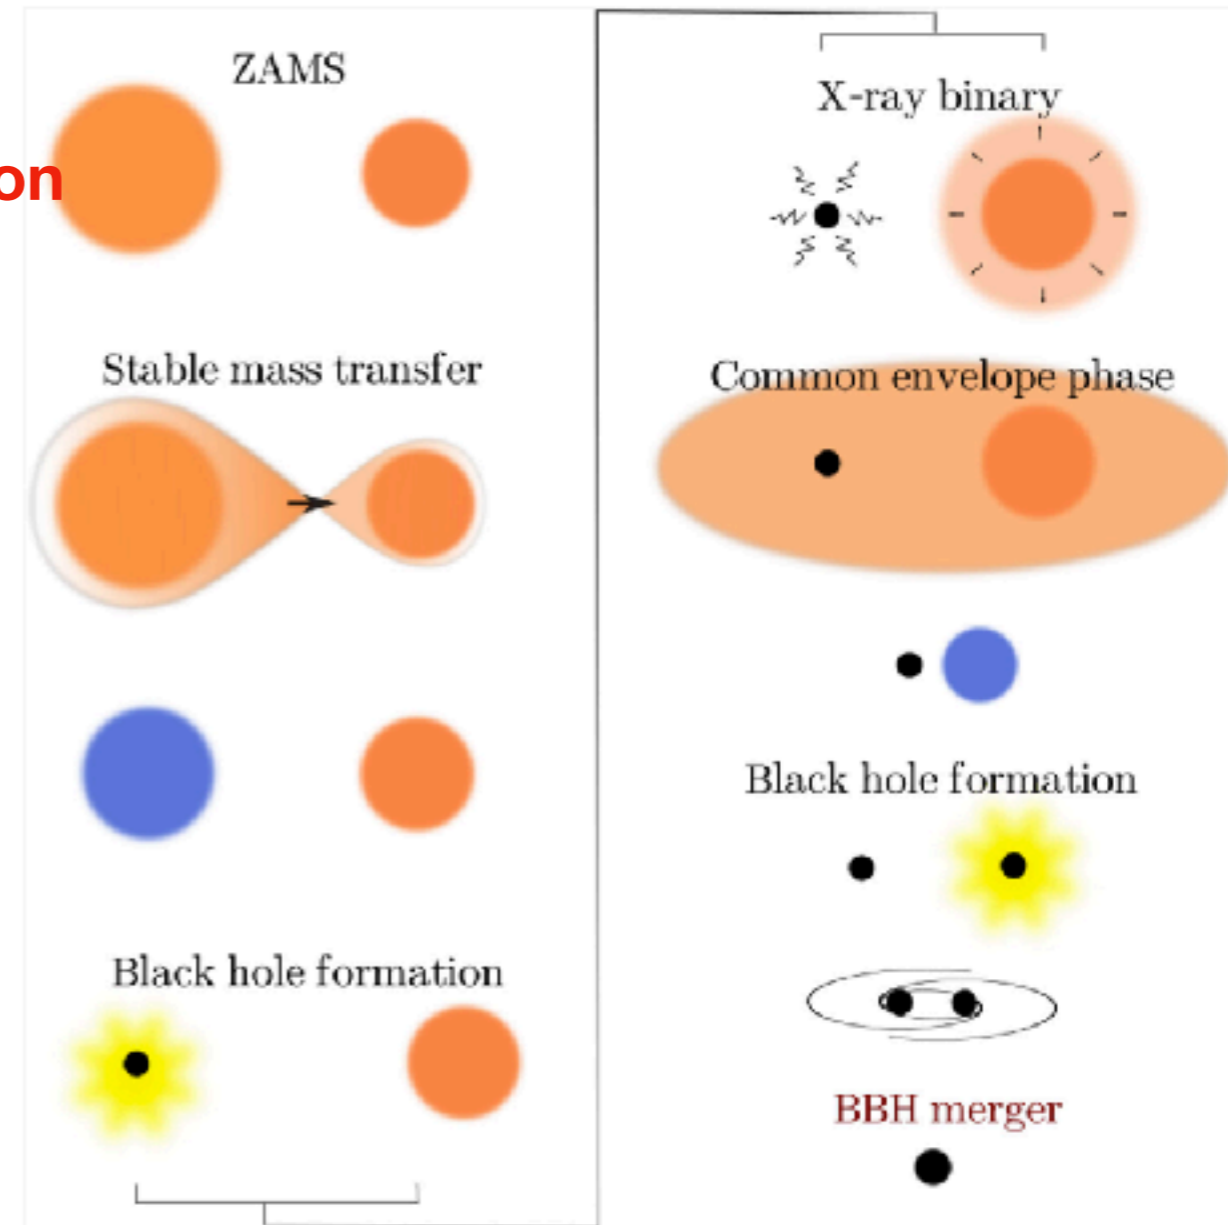 ZAMS
on
Stable mass transfer
Black hole formation
X-ray binary
Common envelope phase
Black hole formation
BBH merger